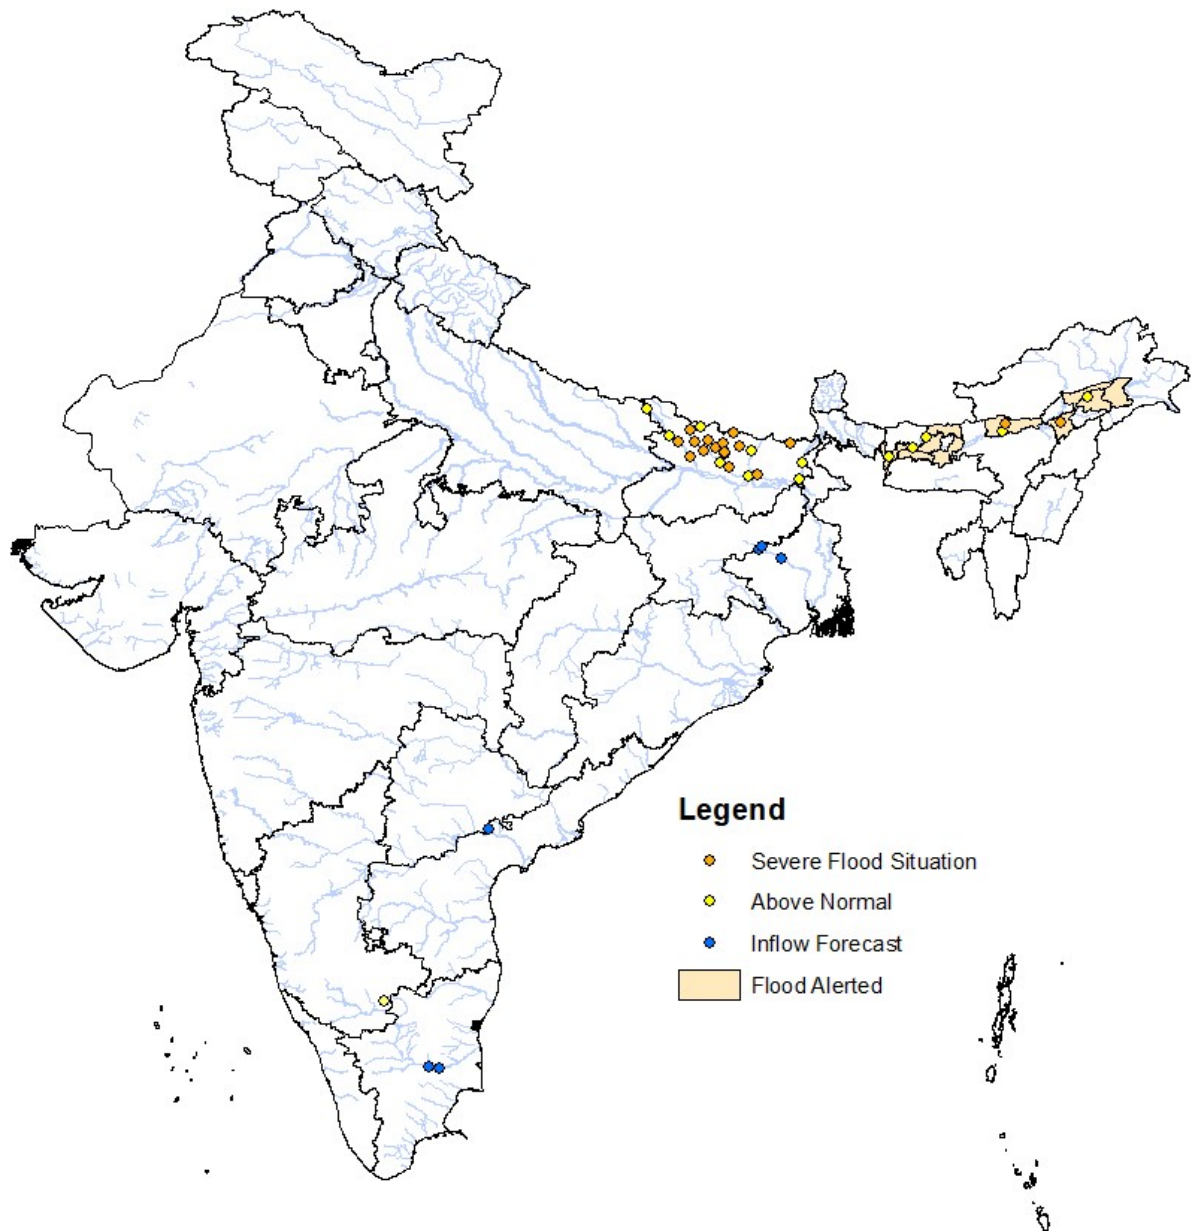 Legend
Severe Flood Situation
Above Normal
Inflow Forecast
Flood Alerted